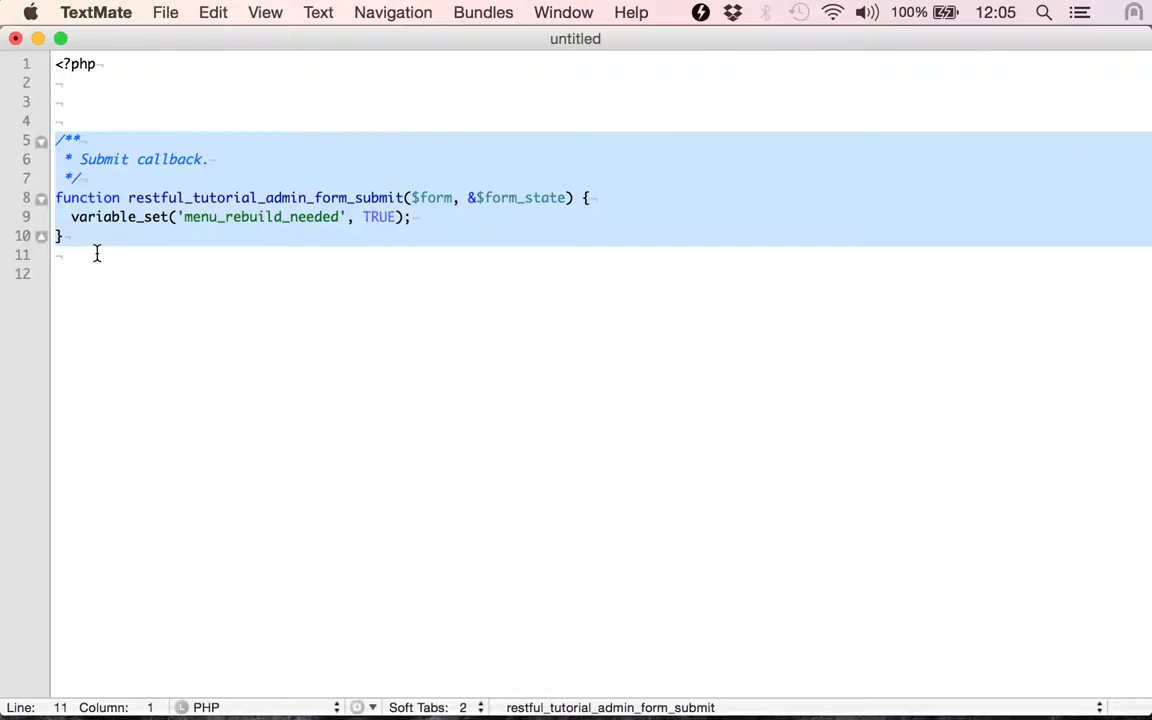 TextMate File Edit View Text Navigation Bundles Window Help 100% 12:05
untitled
1 <?php
2
3
4
5 /**
6 * Submit callback.
7 */
8 function restful_tutorial_admin_form_submit($form, &$form_state) {
9 variable_set('menu_rebuild_needed', TRUE);
10 }
11
12
Line: 11 Column: 1 L PHP Soft Tabs: 2 restful_tutorial_admin_form_submit